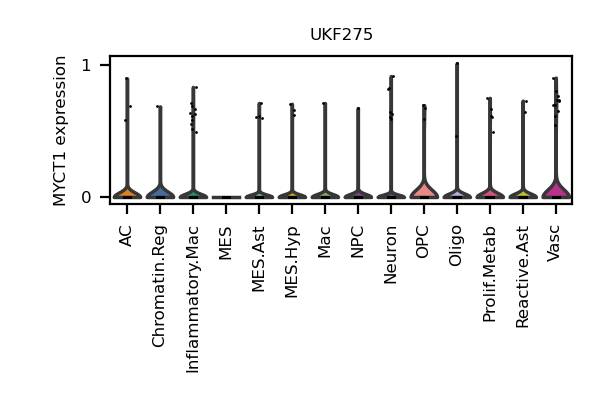 UKF275
MYCT1 expression
1
0
AC
Chromatin.Reg
Inflammatory.Mac
MES
MES.Ast
MES.Hyp
Mac
NPC
Neuron
OPC
Oligo
Prolif.Metab
Reactive.Ast
Vasc